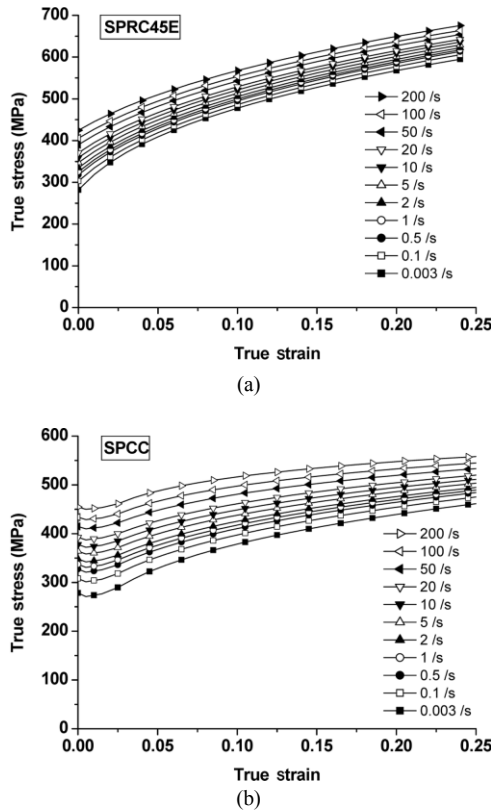 700
SPRC45E
600
500
400
300
200
100
0
True stress (MPa)
200 /s
100 /s
50 /s
20 /s
10 /s
5 /s
2 /s
1 /s
0.5 /s
0.1 /s
0.003 /s
0.00 0.05 0.10 0.15 0.20 0.25
True strain
(a)
600
SPCC
500
400
300
200
100
0
True stress (MPa)
200 /s
100 /s
50 /s
20 /s
10 /s
5 /s
2 /s
1 /s
0.5 /s
0.1 /s
0.003 /s
0.00 0.05 0.10 0.15 0.20 0.25
True strain
(b)